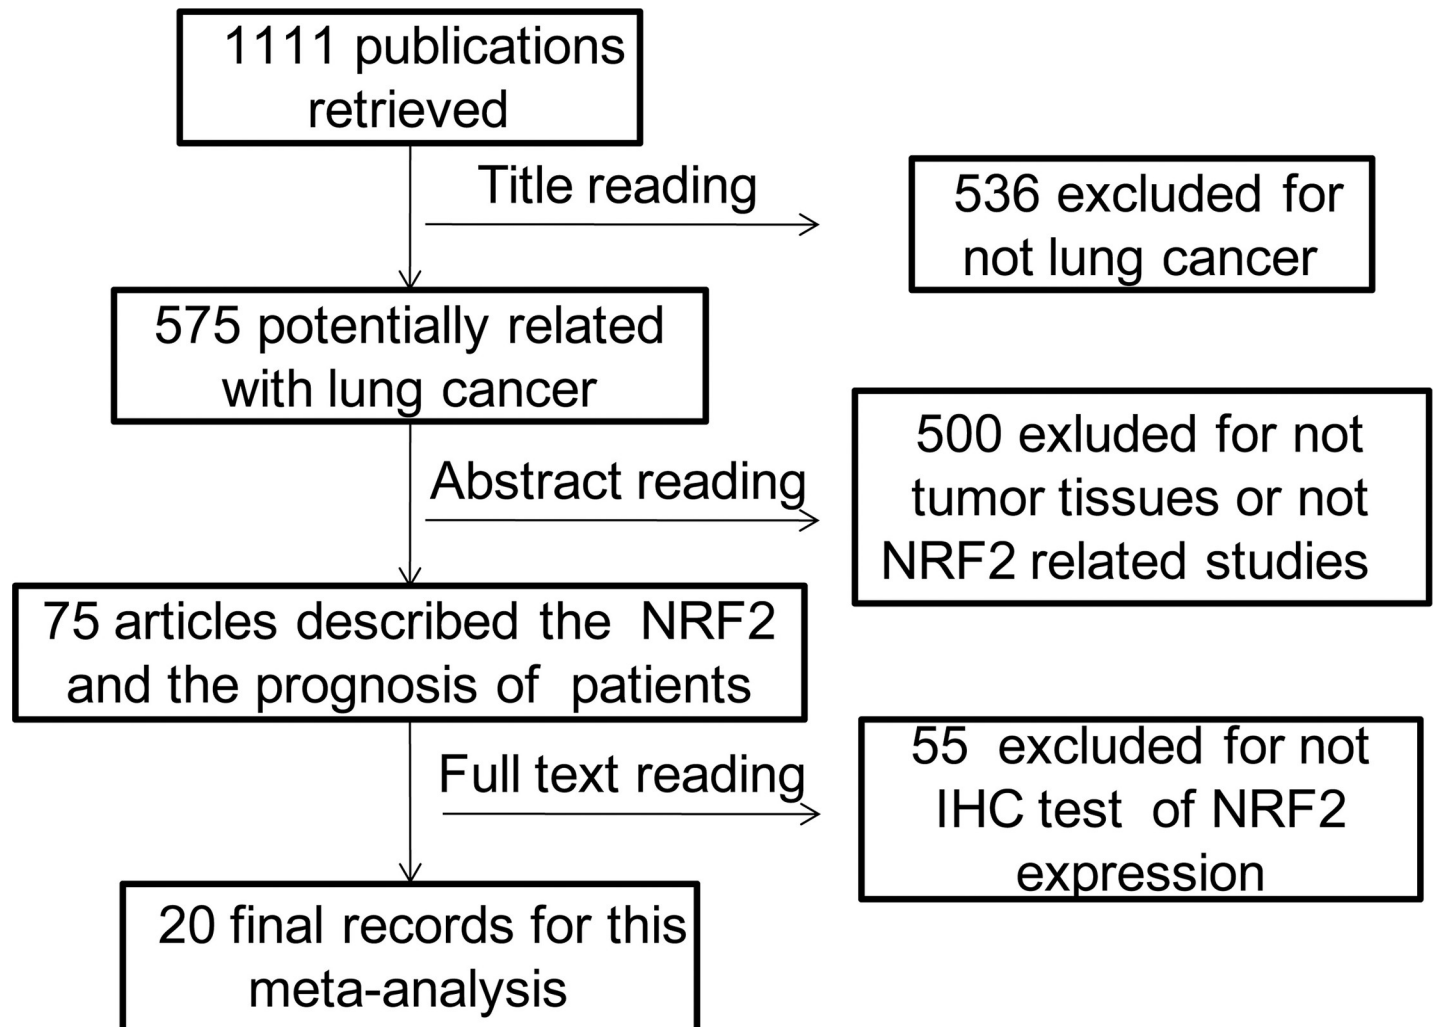 1111 publications
retrieved
Title reading
536 excluded for
not lung cancer
575 potentially related
with lung cancer
Abstract reading
500 exluded for not
tumor tissues or not
NRF2 related studies
75 articles described the NRF2
and the prognosis of patients
Full text reading
55 excluded for not
IHC test of NRF2
expression
20 final records for this
meta-analysis